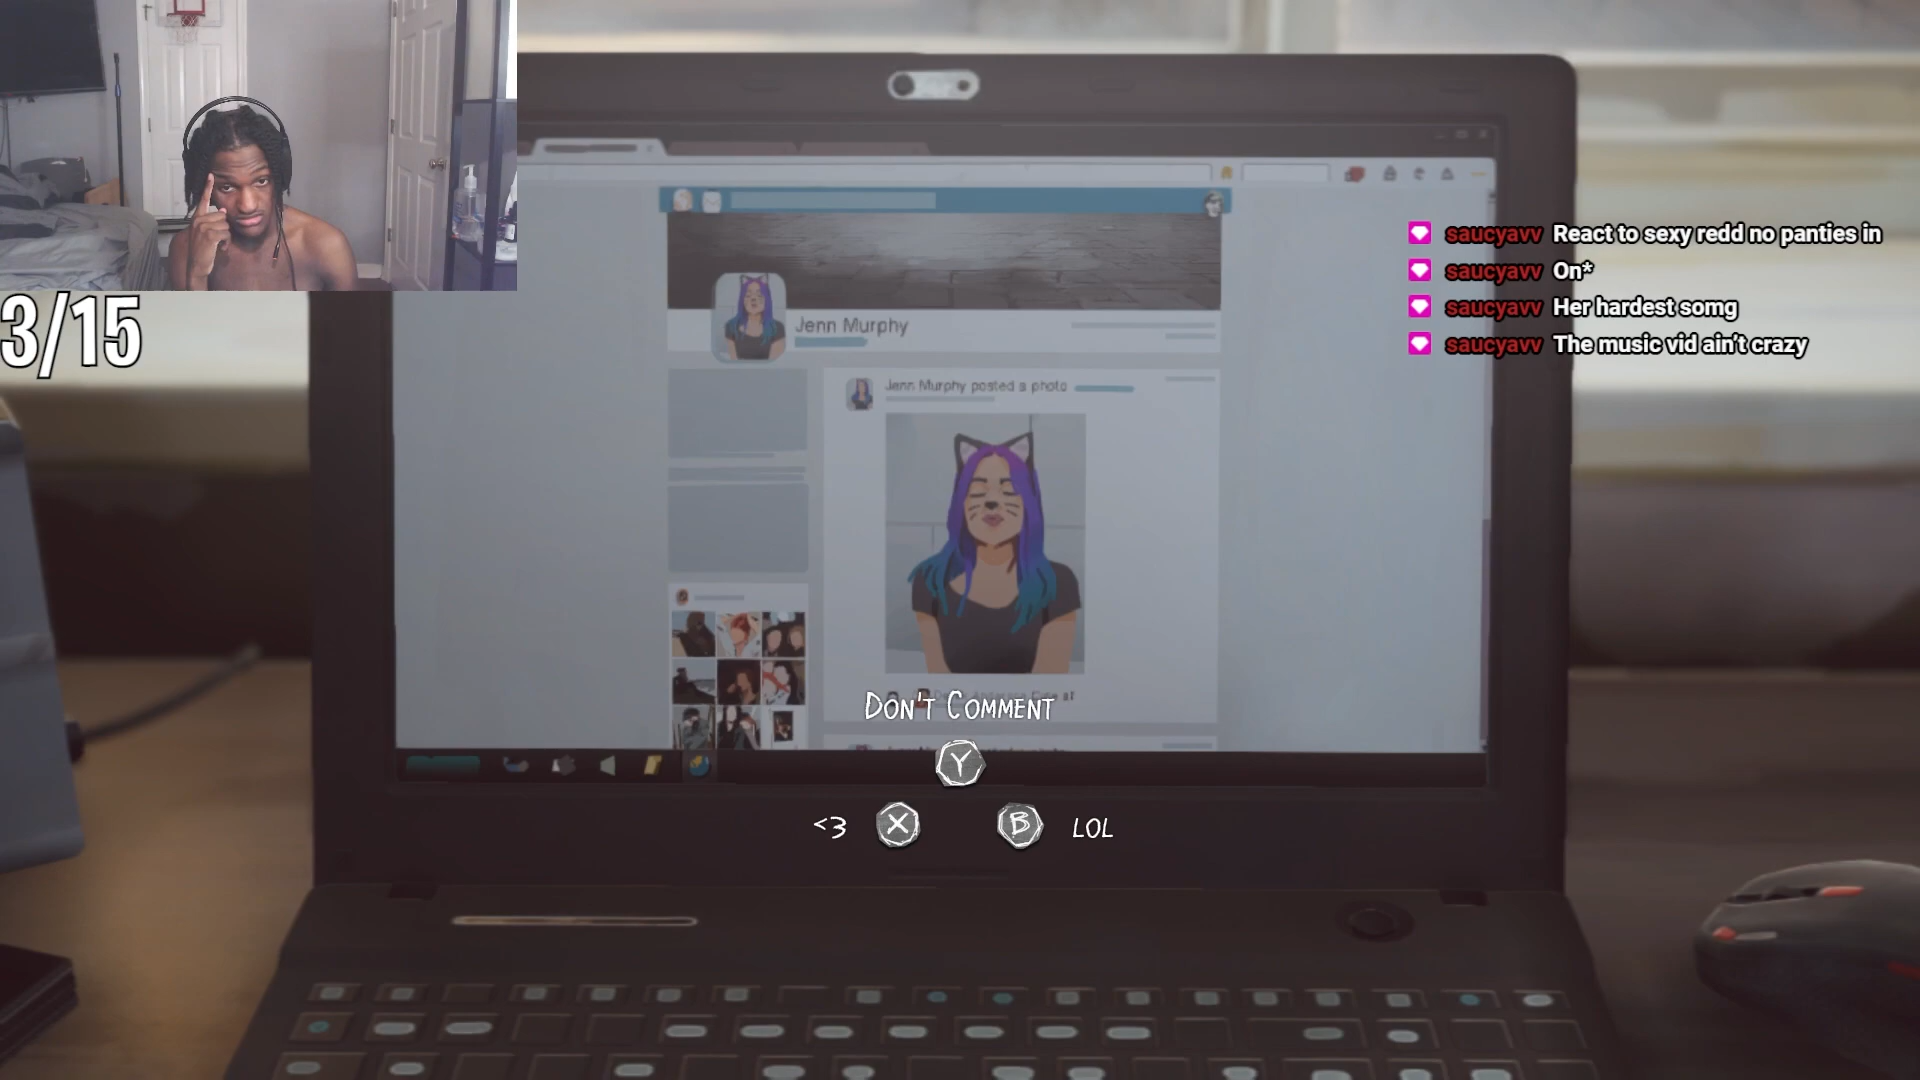 3/15
saucyavv React to sexy redd no panties in
saucyavv On*
saucyavv Her hardest somg
saucyavv The music vid ain't crazy
Jenn Murphy
Jenn Murphy posted a photo
DON'T COMMENT
Y
<3 X B LOL